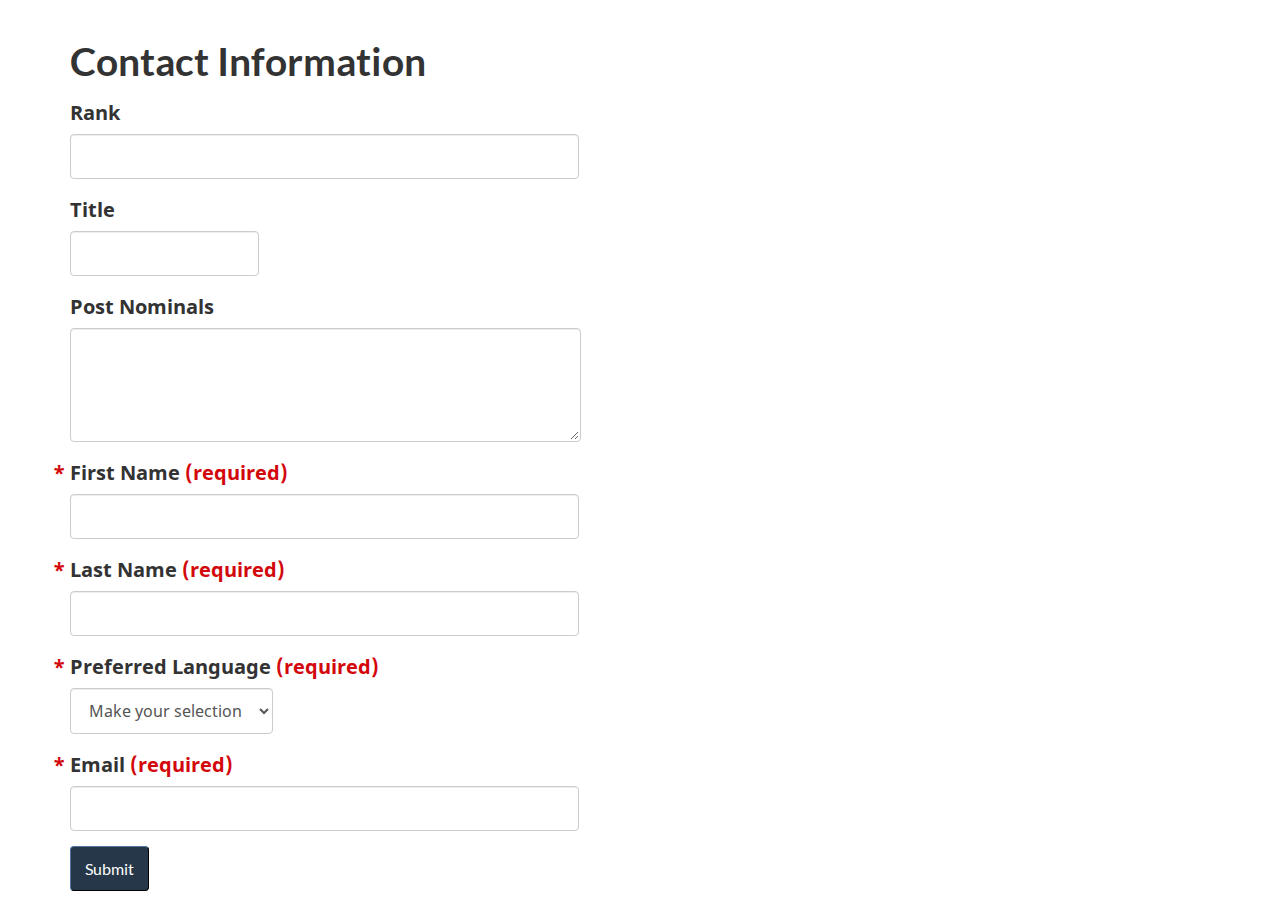 Contact Information
Rank
Title
Post Nominals
* First Name (required)
* Last Name (required)
* Preferred Language (required)
Make your selection
* Email (required)
Submit